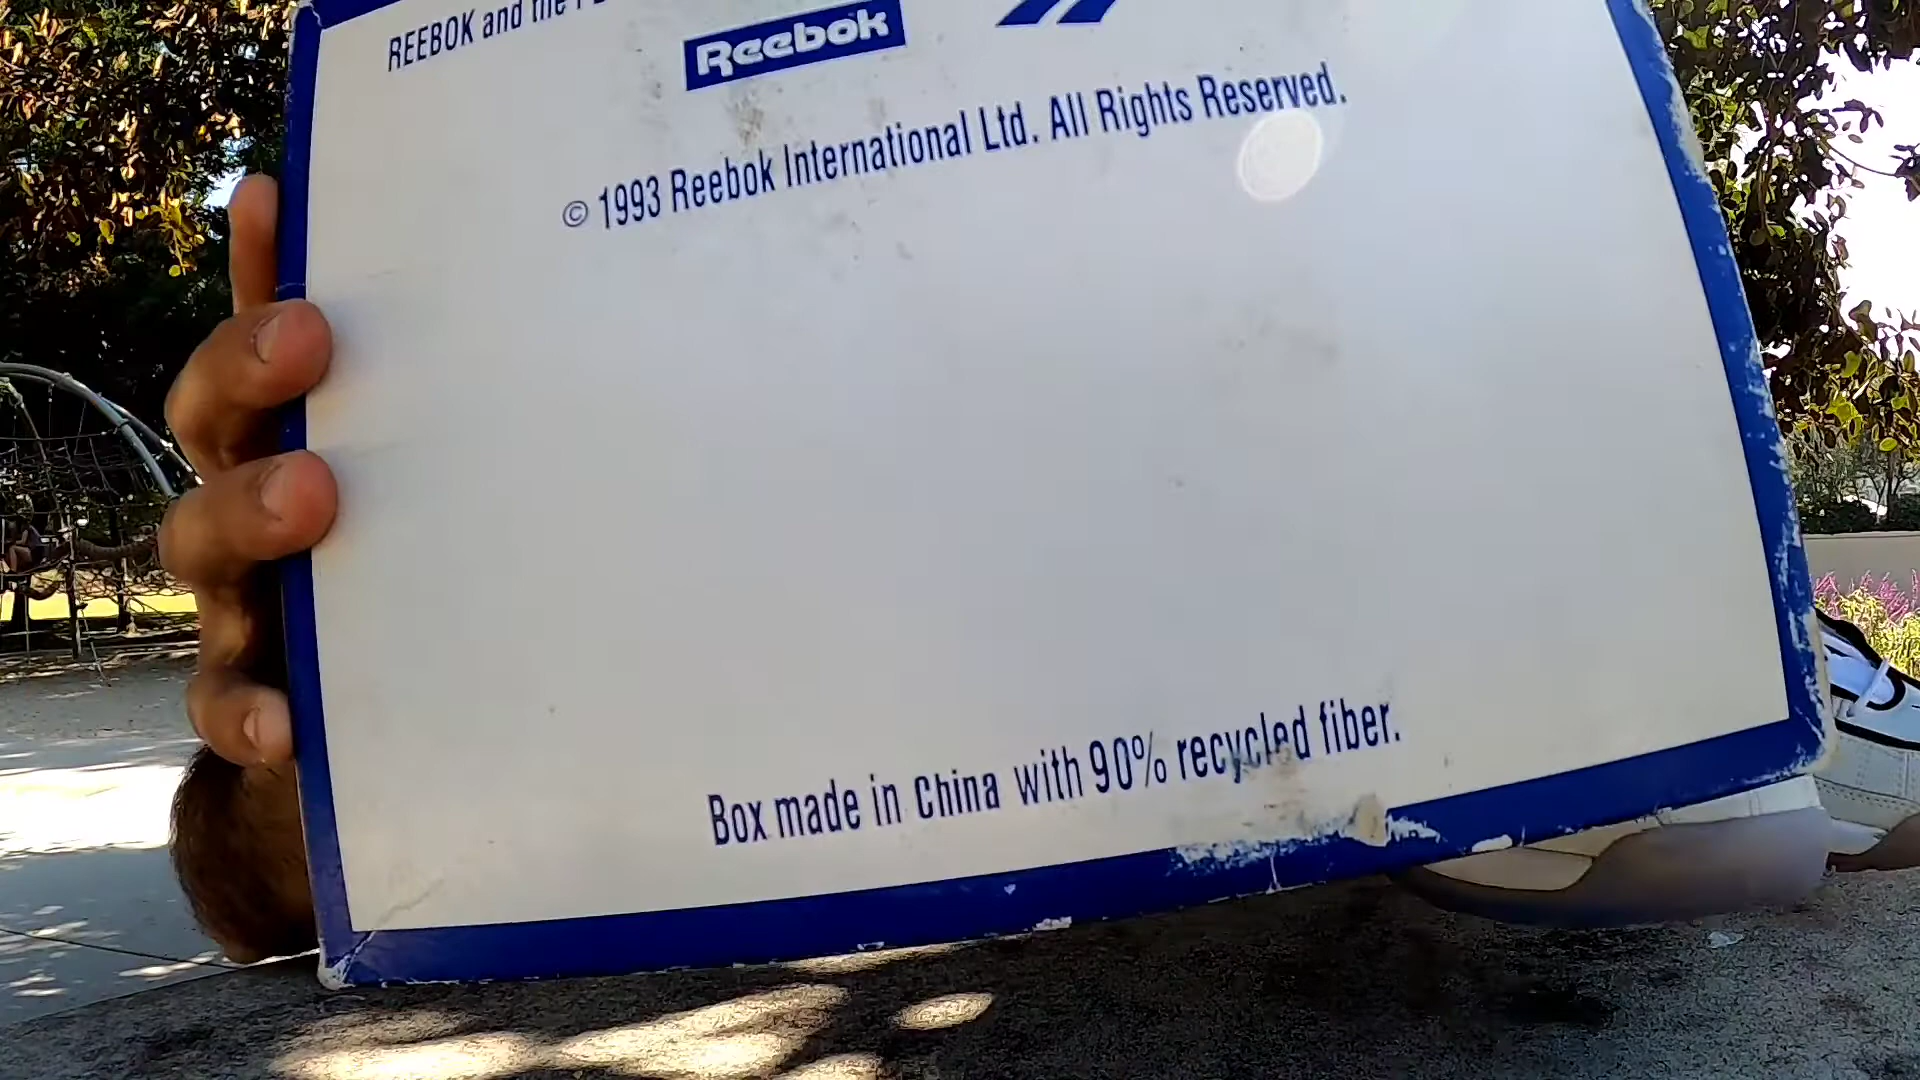 REEBOK and the
Reebok
© 1993 Reebok International Ltd. All Rights Reserved.
Box made in China with 90% recycled fiber.